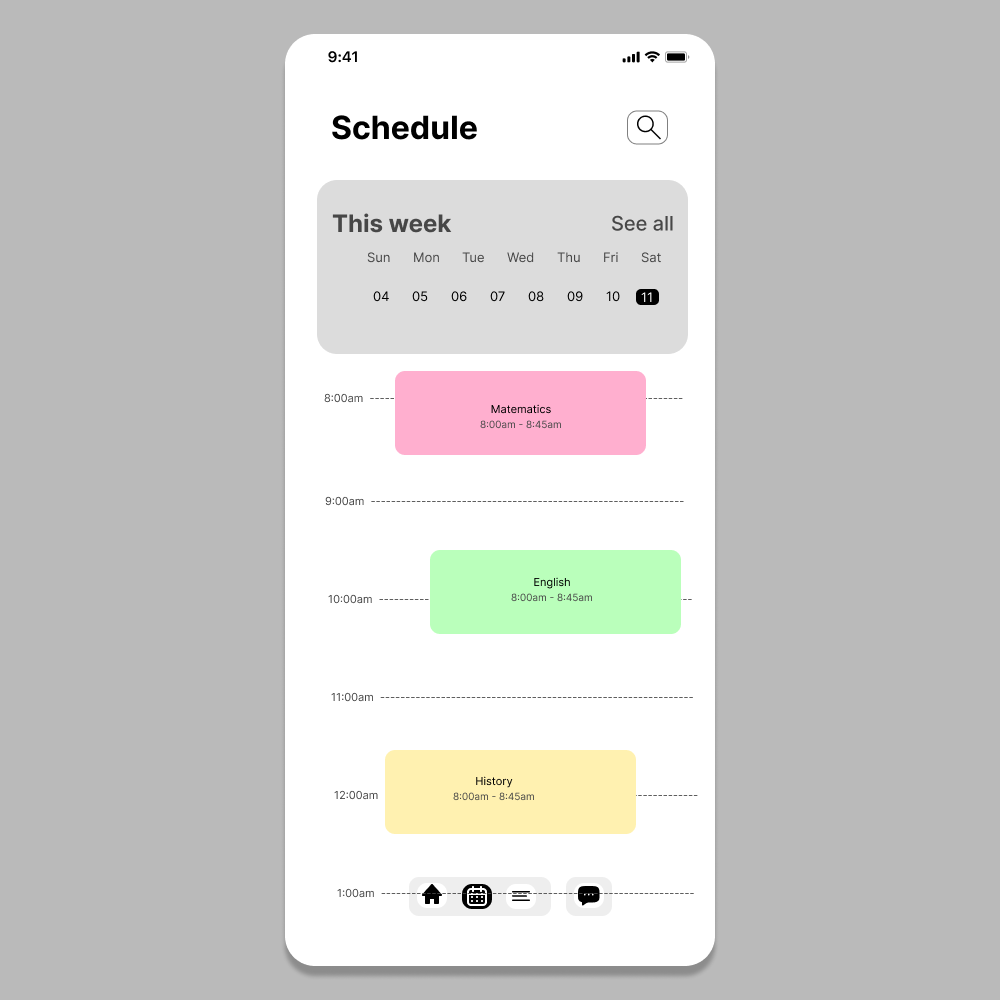 9:41
Schedule
This week See all
Sun Mon Tue Wed Thu Fri Sat
04 05 06 07 08 09 10 11
8:00am
Matematics
8:00am - 8:45am
9:00am
English
10:00am
8:00am - 8:45am
11:00am
History
12:00am
8:00am - 8:45am
1:00am